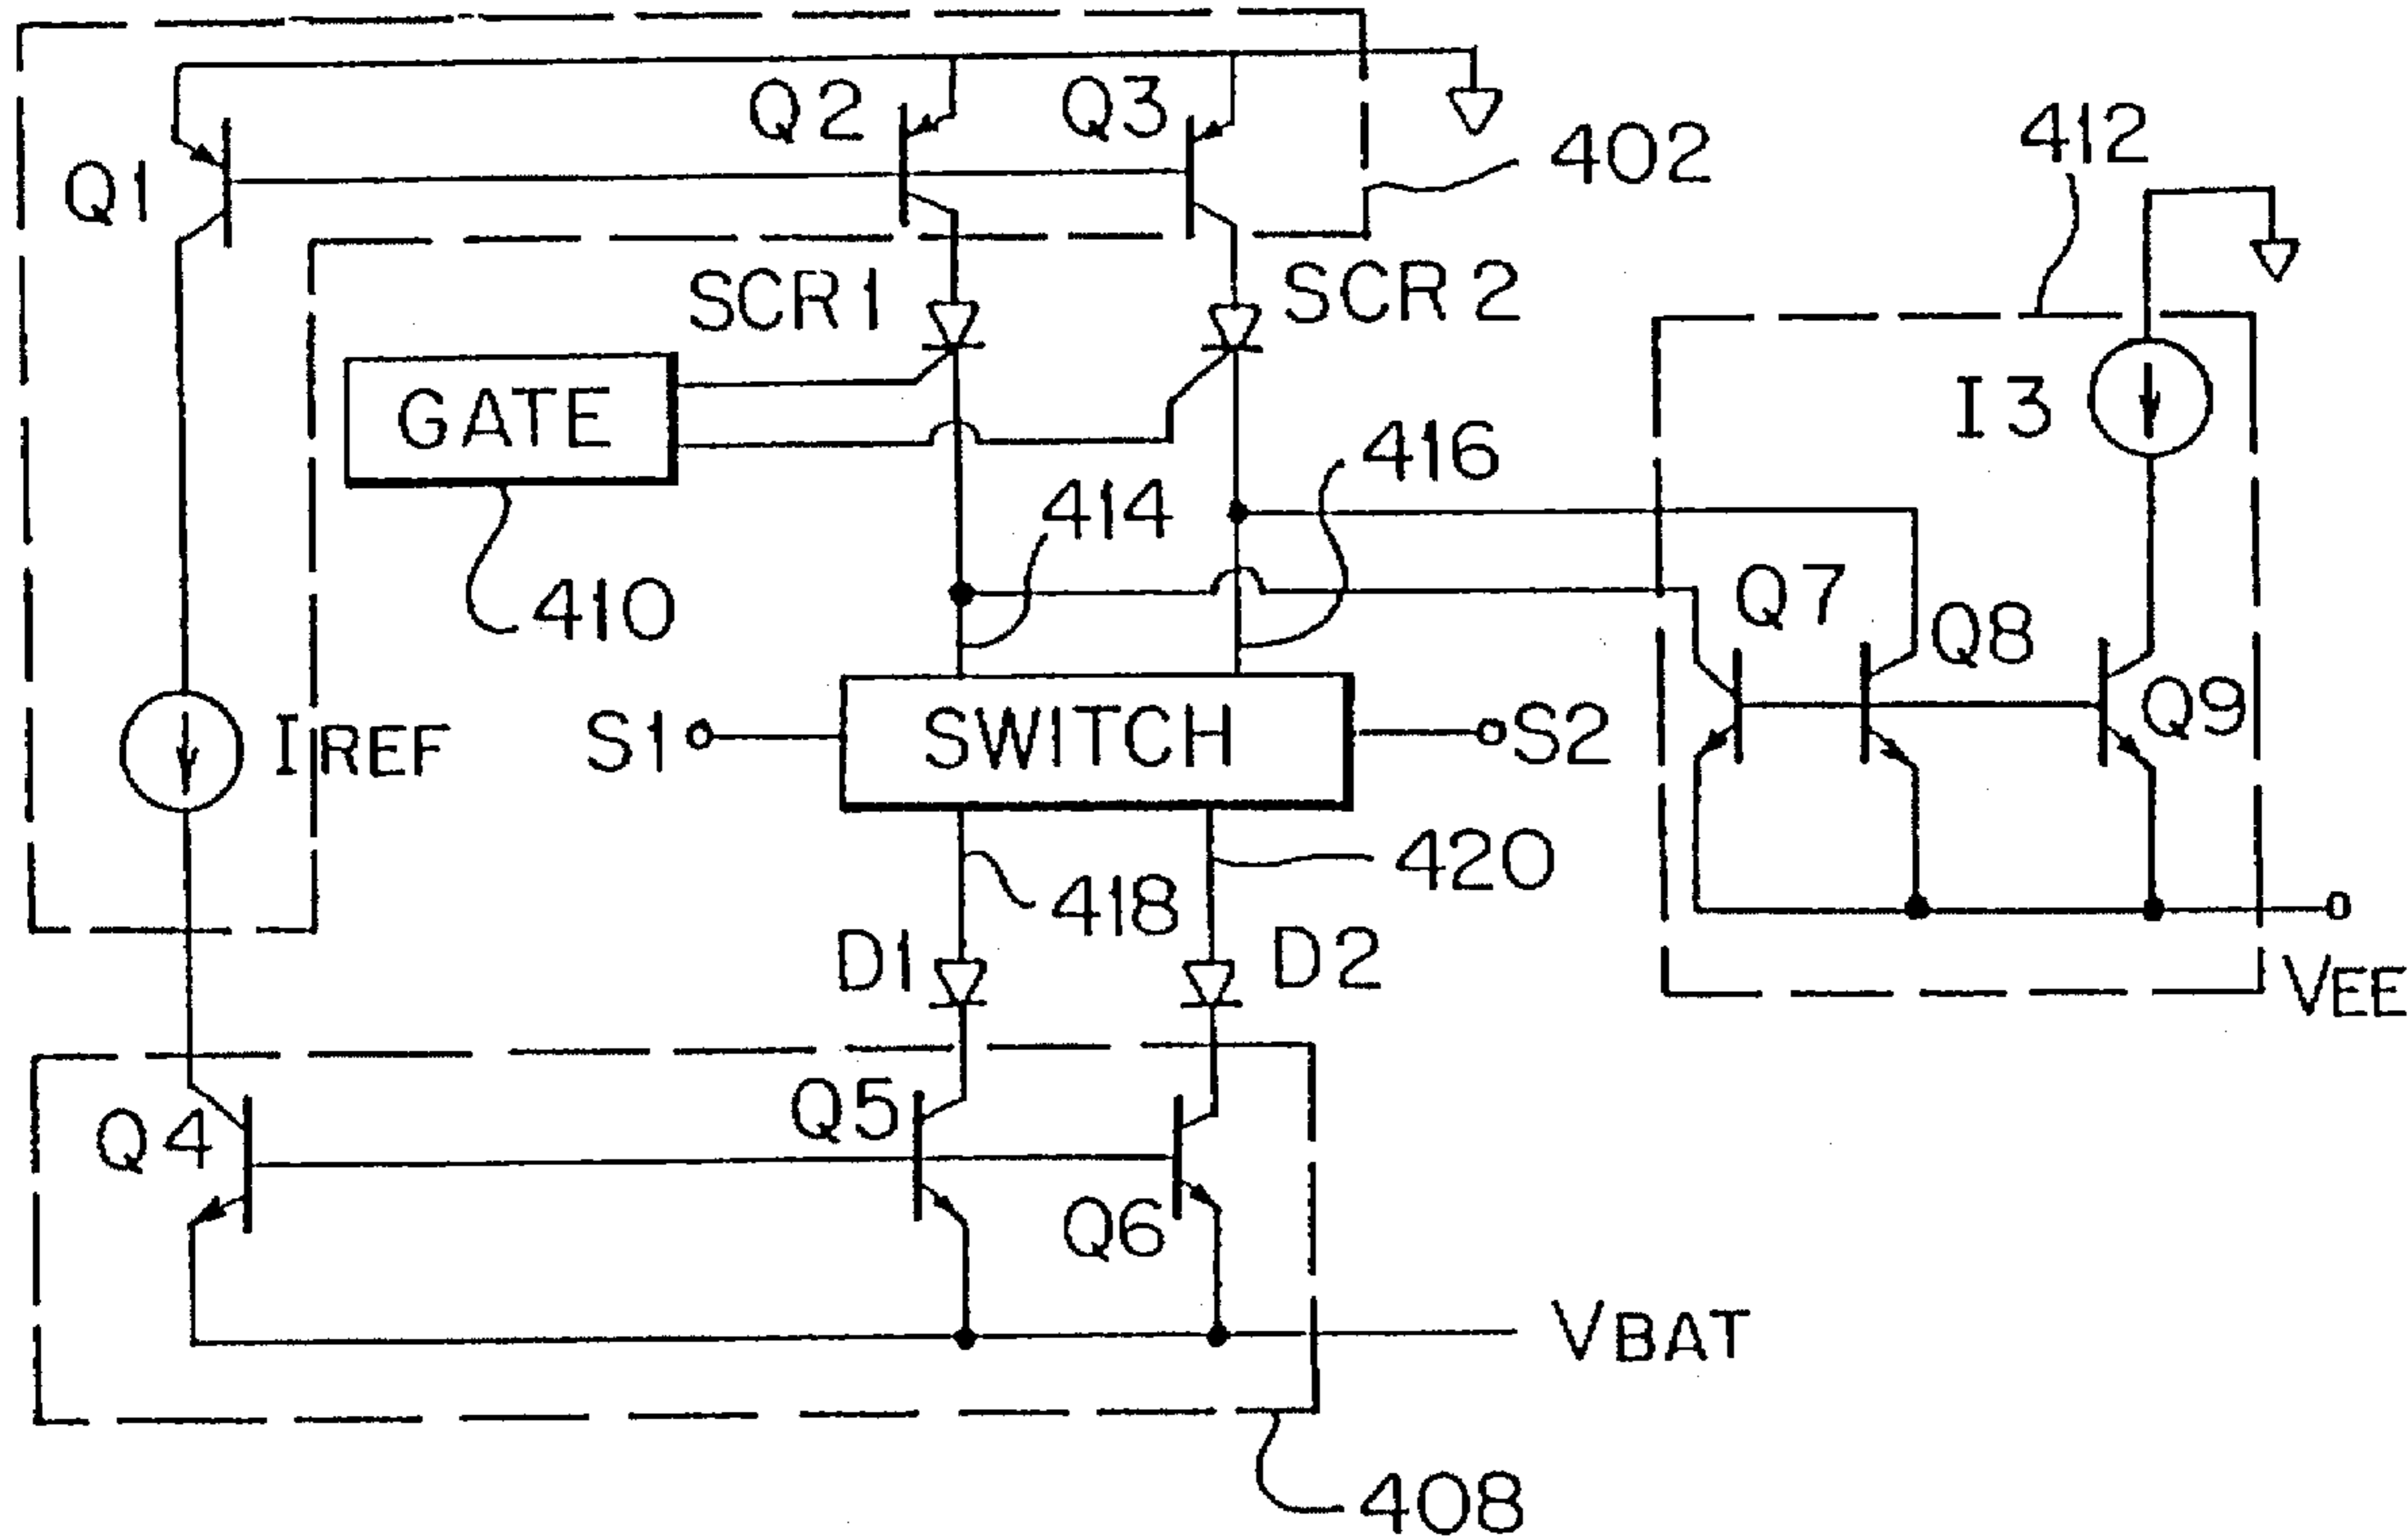 Q2
Q3
Q1
402
412
SCR1
SCR2
GATE
I3
416
414
410
Q7
Q8
Q9
IREF
S1
SWITCH
S2
418
420
D1
D2
VEE
Q4
Q5
Q6
VBAT
408